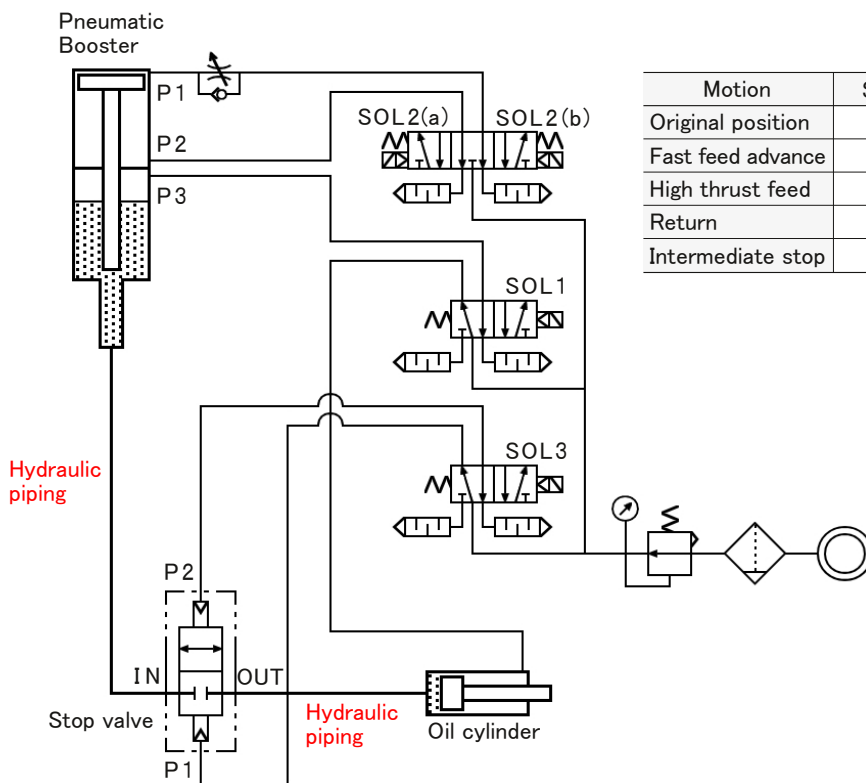 Pneumatic
Booster
P1
P2
P3
SOL2(a)
SOL2(b)
SOL1
SOL3
Motion
Original position
Fast feed advance
High thrust feed
Return
Intermediate stop
Hydraulic
piping
P2
IN
OUT
Stop valve
P1
Hydraulic
piping
Oil cylinder